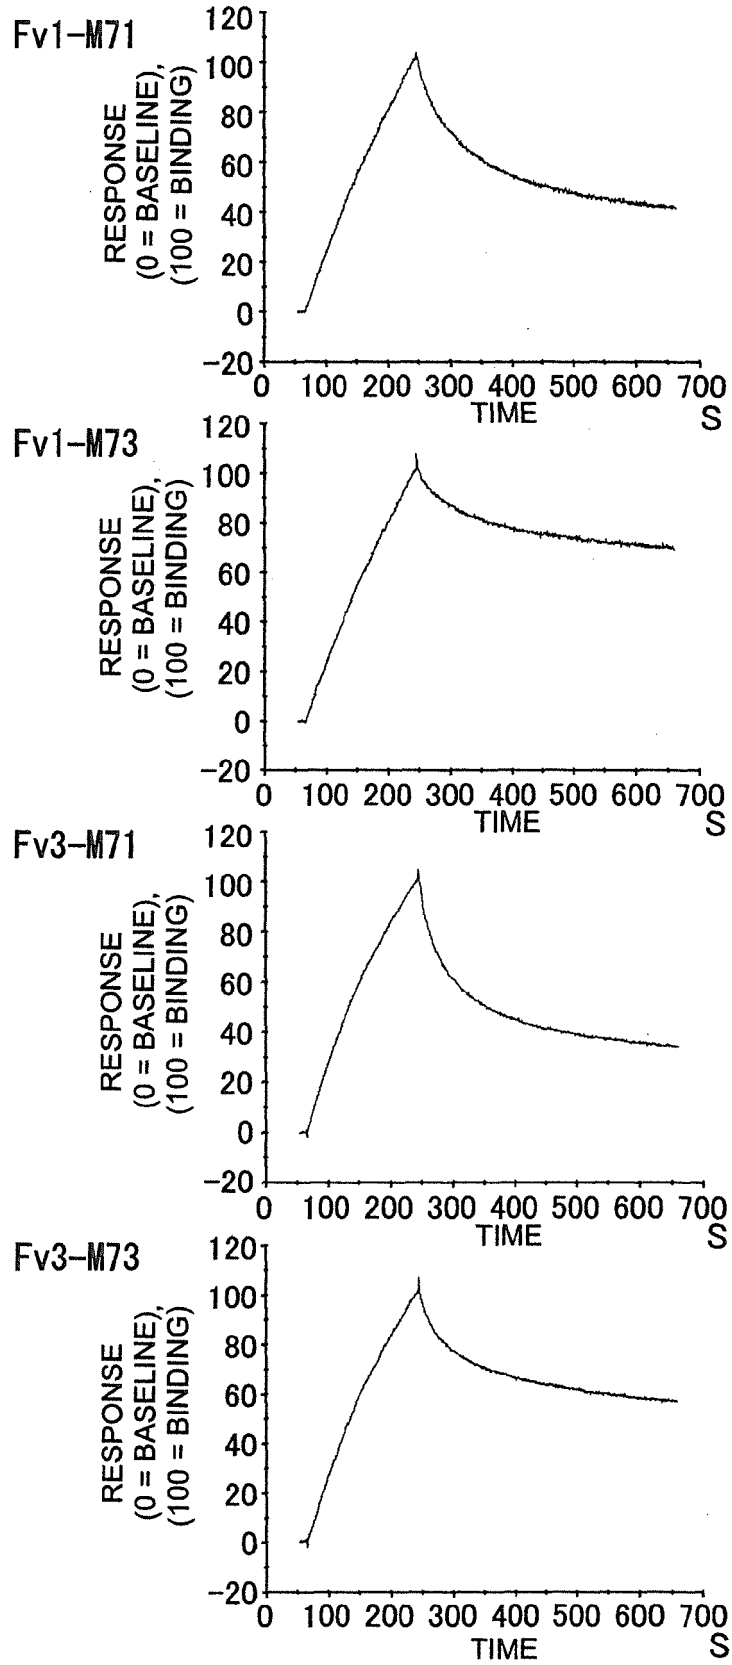 Fv1-M71
RESPONSE
(0 = BASELINE),
(100 = BINDING)
120
100
80
60
40
20
0
-20
0 100 200 300 400 500 600 700
TIME
S
Fv1-M73
RESPONSE
(0 = BASELINE),
(100 = BINDING)
120
100
80
60
40
20
0
-20
0 100 200 300 400 500 600 700
TIME
S
Fv3-M71
RESPONSE
(0 = BASELINE),
(100 = BINDING)
120
100
80
60
40
20
0
-20
0 100 200 300 400 500 600 700
TIME
S
Fv3-M73
RESPONSE
(0 = BASELINE),
(100 = BINDING)
120
100
80
60
40
20
0
-20
0 100 200 300 400 500 600 700
TIME
S